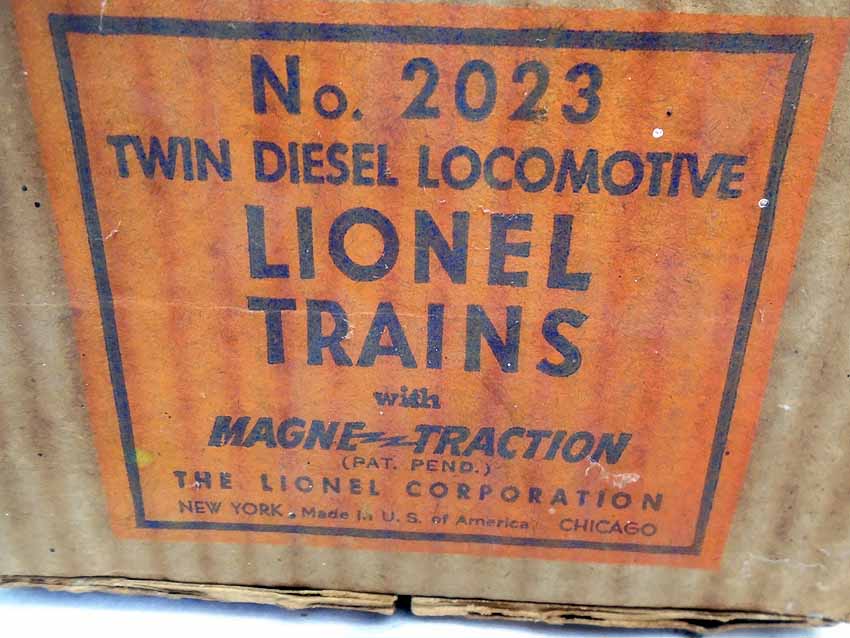 No. 2023
TWIN DIESEL LOCOMOTIVE
LIONEL
TRAINS
with
MAGNE-TRACTION
(PAT. PEND.)
THE LIONEL CORPORATION
NEW YORK. Made in U. S. of America CHICAGO